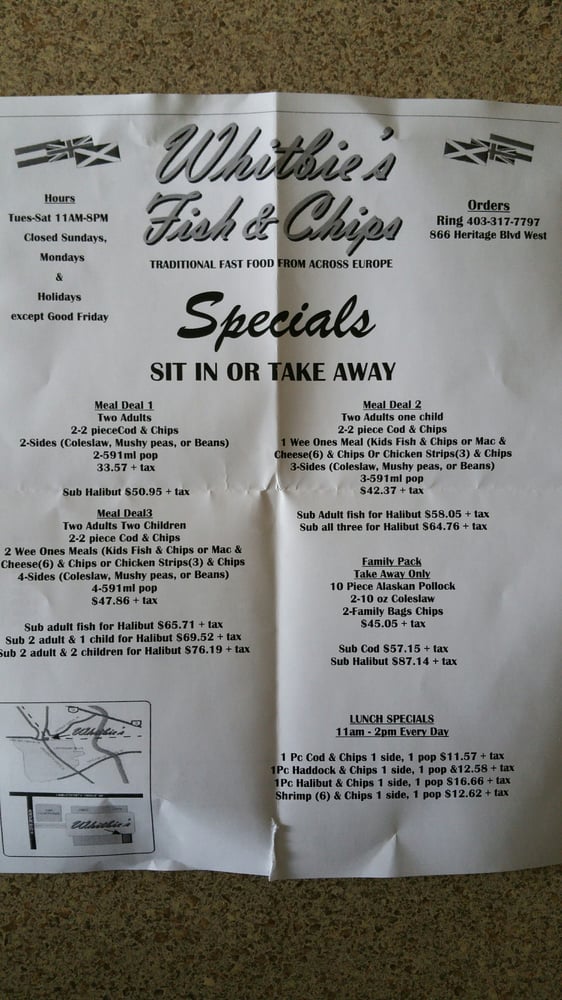 Whitbie's
Fish & Chips
TRADITIONAL FAST FOOD FROM ACROSS EUROPE
Hours
Tues-Sat 11AM-8PM
Closed Sundays,
Mondays
&
Holidays
except Good Friday
Orders
Ring 403-317-7797
866 Heritage Blvd West
Specials
SIT IN OR TAKE AWAY
Meal Deal 1
Two Adults
2-2 pieceCod & Chips
2-Sides (Coleslaw, Mushy peas, or Beans)
2-591ml pop
33.57 + tax
Sub Halibut $50.95 + tax
Meal Deal 2
Two Adults one child
2-2 piece Cod & Chips
1 Wee Ones Meal (Kids Fish & Chips or Mac &
Cheese(6) & Chips Or Chicken Strips(3) & Chips
3-Sides (Coleslaw, Mushy peas, or Beans)
3-591ml pop
$42.37 + tax
Sub Adult fish for Halibut $58.05 + tax
Sub all three for Halibut $64.76 + tax
Meal Deal3
Two Adults Two Children
2-2 piece Cod & Chips
2 Wee Ones Meals (Kids Fish & Chips or Mac &
Cheese(6) & Chips or Chicken Strips(3) & Chips
4-Sides (Coleslaw, Mushy peas, or Beans)
4-591ml pop
$47.86 + tax
Sub adult fish for Halibut $65.71 + tax
Sub 2 adult & 1 child for Halibut $69.52 + tax
Sub 2 adult & 2 children for Halibut $76.19 + tax
Family Pack
Take Away Only
10 Piece Alaskan Pollock
2-10 oz Coleslaw
2-Family Bags Chips
$45.05 + tax
Sub Cod $57.15 + tax
Sub Halibut $87.14 + tax
LUNCH SPECIALS
11am - 2pm Every Day
1 Pc Cod & Chips 1 side, 1 pop $11.57 + tax
1Pc Haddock & Chips 1 side, 1 pop &12.58 + tax
1Pc Halibut & Chips 1 side, 1 pop $16.66 + tax
Shrimp (6) & Chips 1 side, 1 pop $12.62 + tax
Whitbie's
Whitbie's